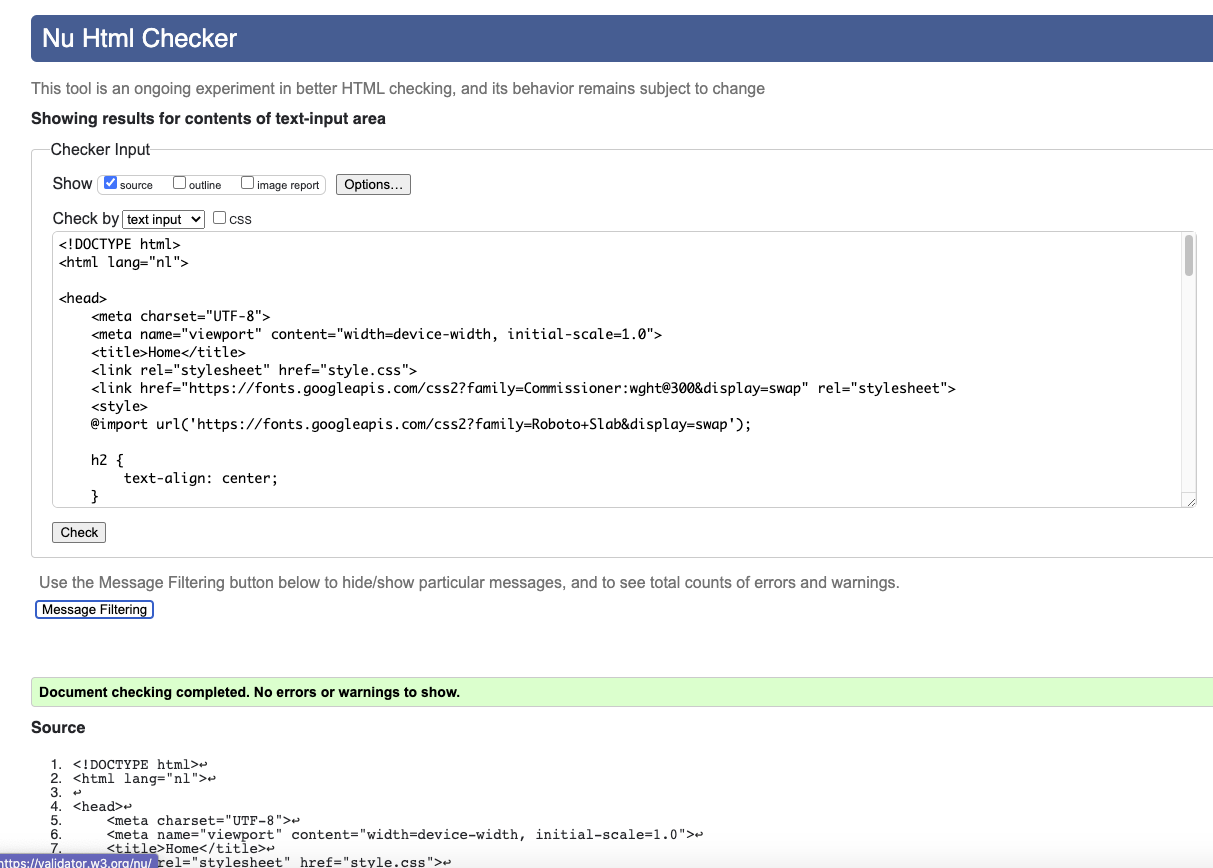 Nu Html Checker
This tool is an ongoing experiment in better HTML checking, and its behavior remains subject to change
Showing results for contents of text-input area
Checker Input
Show source outline image report Options…
Check by text input CSS
<!DOCTYPE html>
<html lang="nl">
<head>
    <meta charset="UTF-8">
    <meta name="viewport" content="width=device-width, initial-scale=1.0">
    <title>Home</title>
    <link rel="stylesheet" href="style.css">
    <link href="https://fonts.googleapis.com/css2?family=Commissioner:wght@300&display=swap" rel="stylesheet">
    <style>
    @import url('https://fonts.googleapis.com/css2?family=Roboto+Slab&display=swap');
    h2 {
        text-align: center;
    }
Check
Use the Message Filtering button below to hide/show particular messages, and to see total counts of errors and warnings.
Message Filtering
Document checking completed. No errors or warnings to show.
Source
1. <!DOCTYPE html>↩
2. <html lang="nl">↩
3. ↩
4. <head>↩
5.     <meta charset="UTF-8">↩
6.     <meta name="viewport" content="width=device-width, initial-scale=1.0">↩
7.     <title>Home</title>↩
https://validator.w3.org/nu/ rel="stylesheet" href="style.css">↩